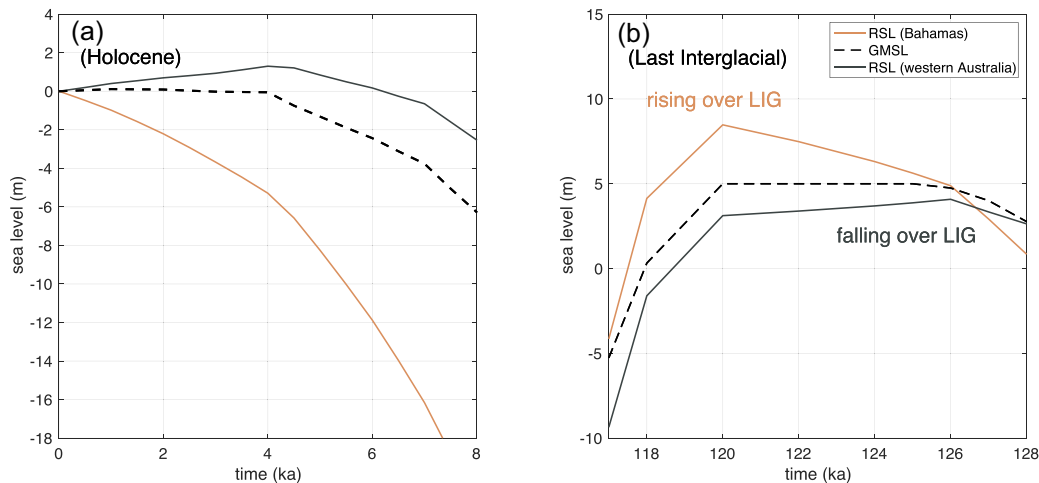 (a)
(Holocene)
4
2
0
-2
-4
-6
-8
-10
-12
-14
-16
-18
sea level (m)
0 2 4 6 8
time (ka)
(b)
(Last Interglacial)
RSL (Bahamas)
GMSL
RSL (western Australia)
rising over LIG
falling over LIG
15
10
5
0
-5
-10
sea level (m)
118 120 122 124 126 128
time (ka)